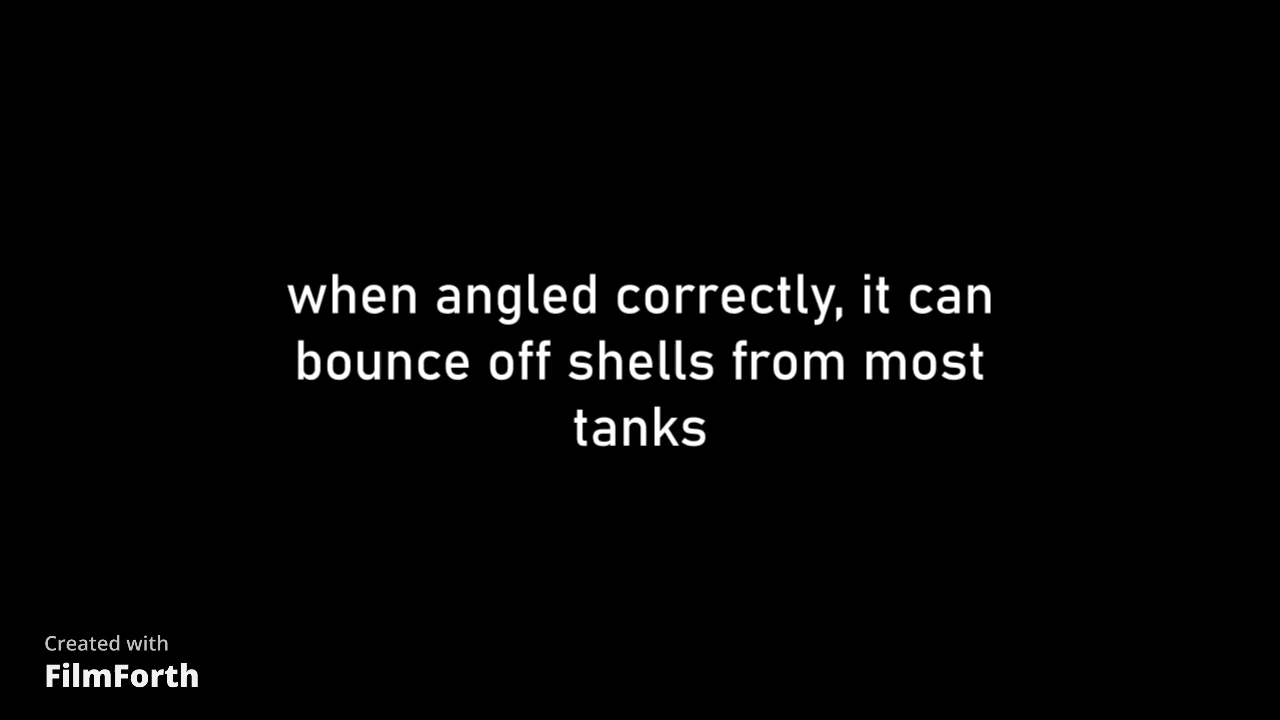 when angled correctly, it can
bounce off shells from most
tanks
Created with
FilmForth